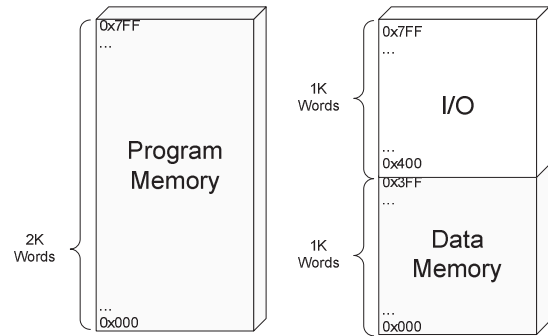 0x7FF
...
Program
Memory
2K
Words
...
0x000
0x7FF
...
1K
Words
I/O
...
0x400
0x3FF
...
1K
Words
Data
Memory
...
0x000